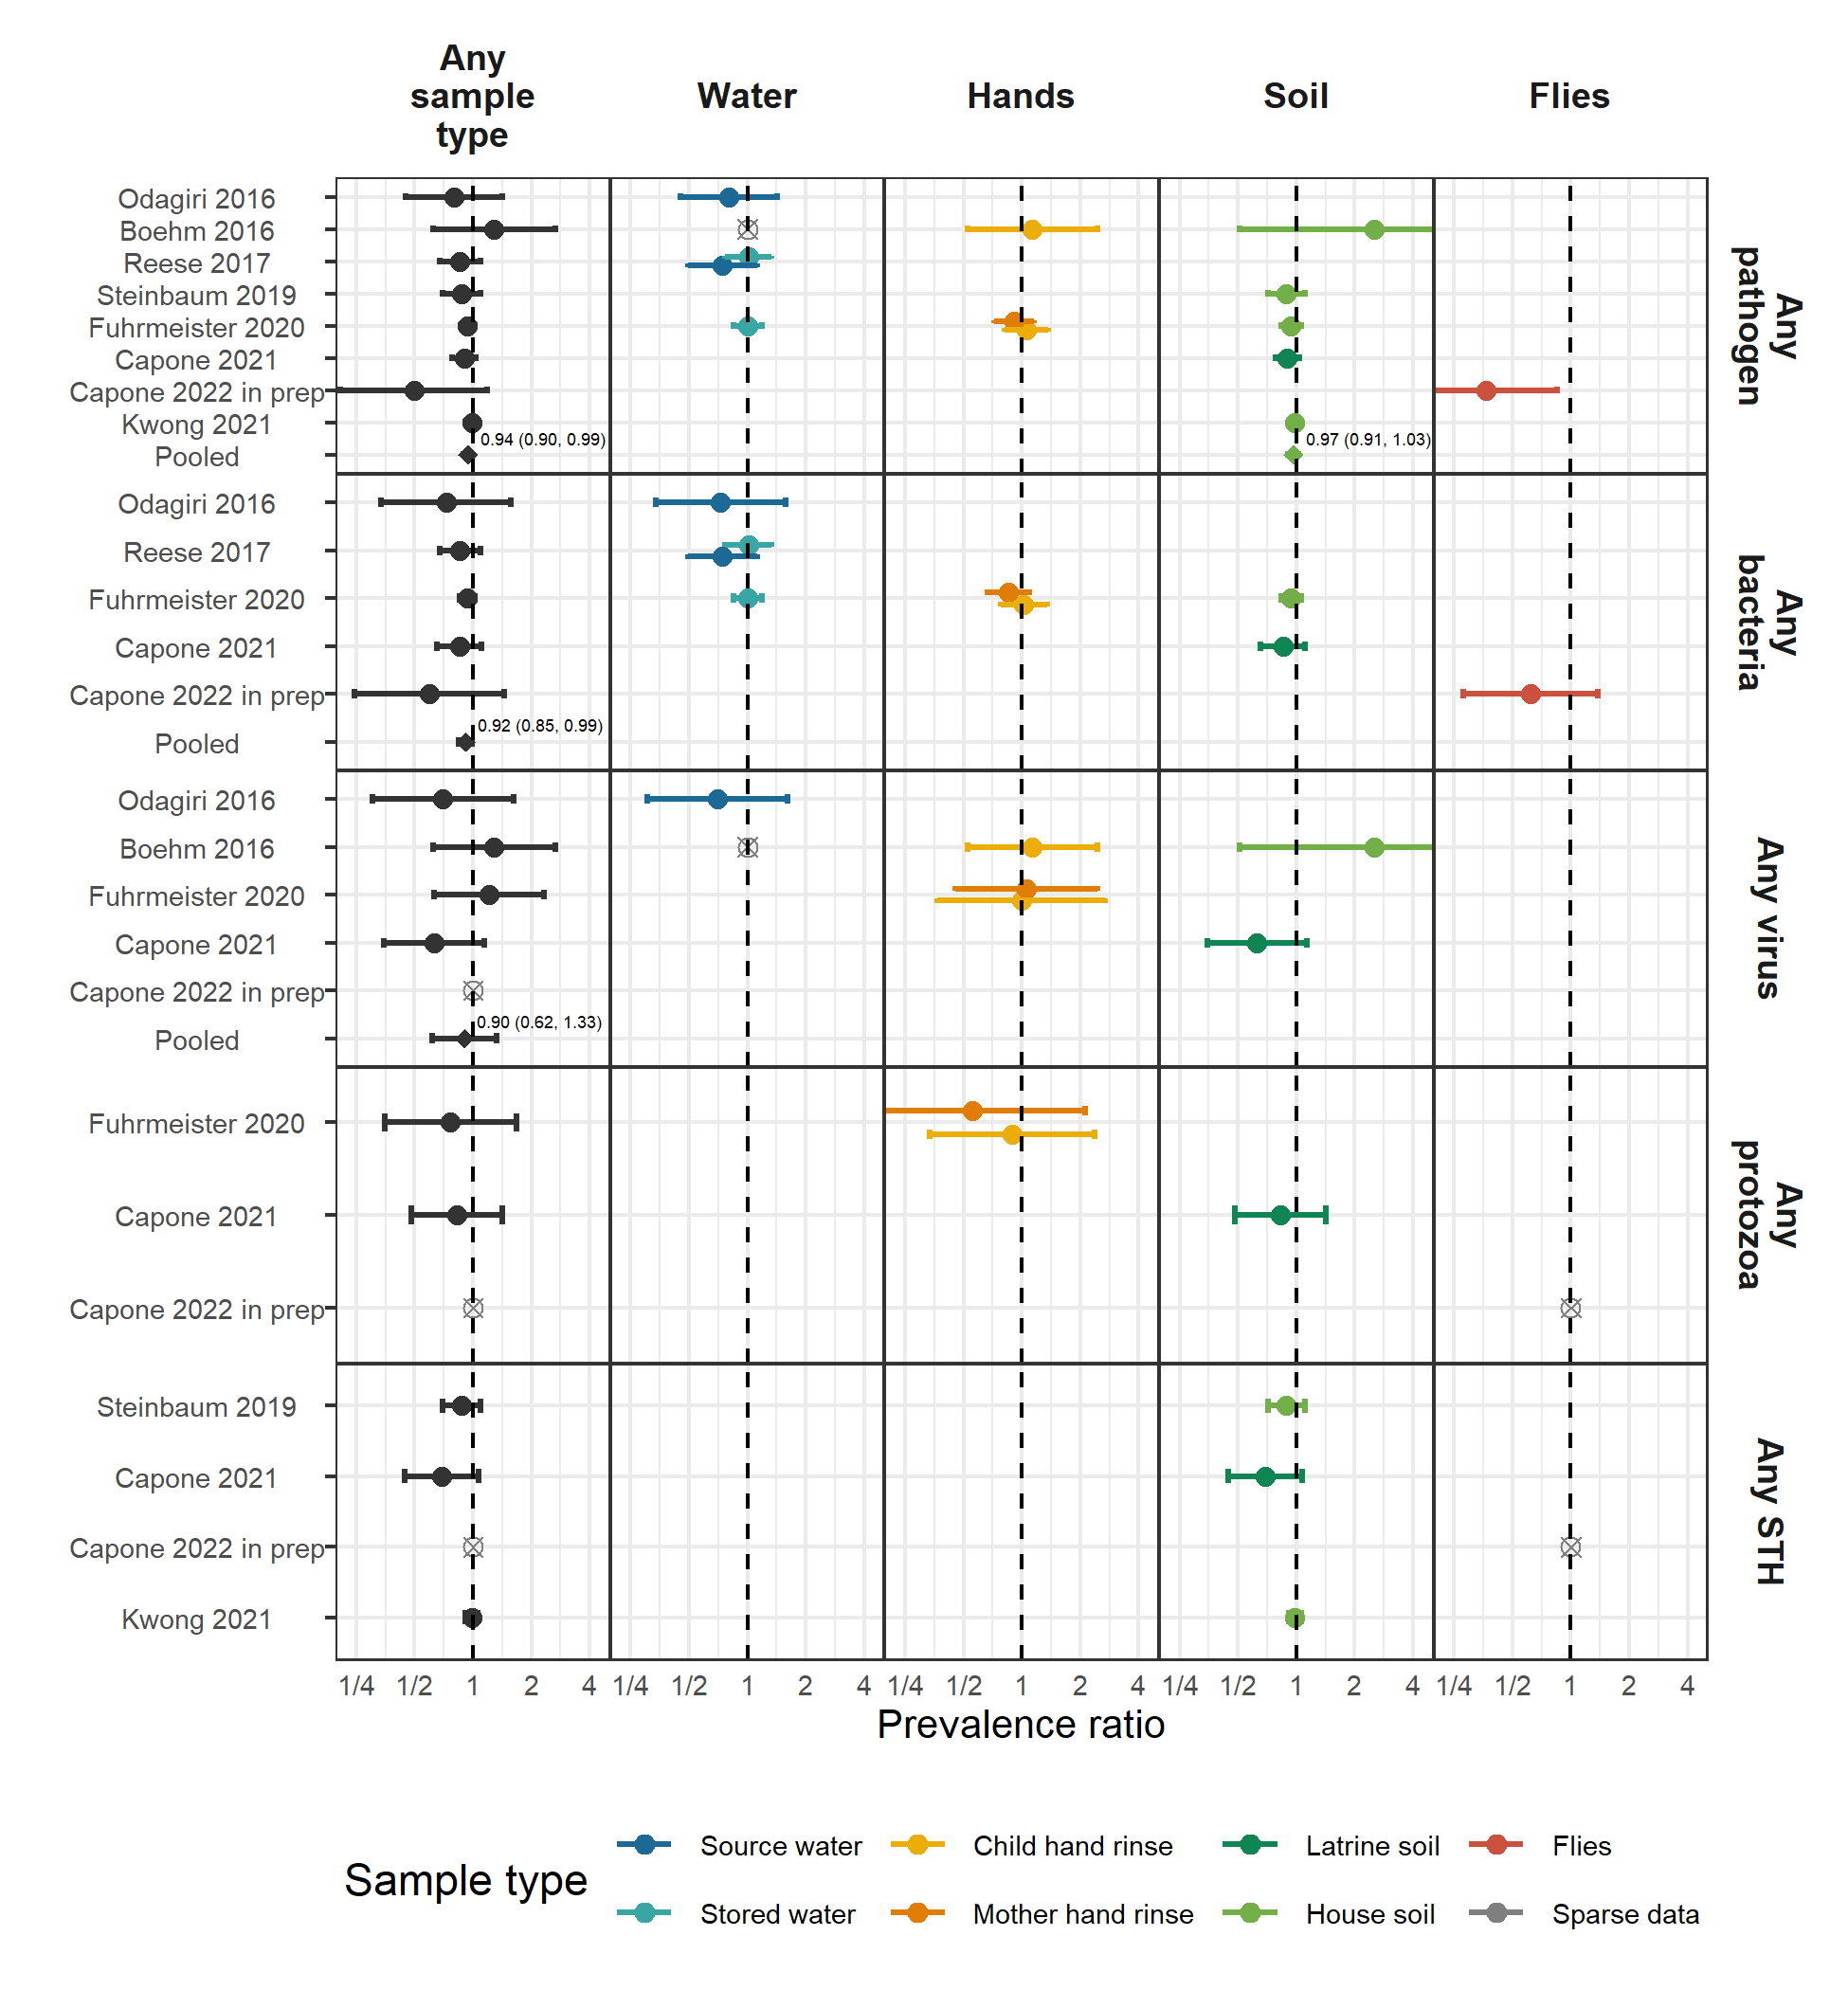 Any
sample
type
Water
Hands
Soil
Flies
Odagiri 2016
Boehm 2016
Reese 2017
Steinbaum 2019
Fuhrmeister 2020
Capone 2021
Capone 2022 in prep
Kwong 2021
Pooled
0.94 (0.90, 0.99)
0.97 (0.91, 1.03)
Any
pathogen
Odagiri 2016
Reese 2017
Fuhrmeister 2020
Capone 2021
Capone 2022 in prep
Pooled
0.92 (0.85, 0.99)
Any
bacteria
Odagiri 2016
Boehm 2016
Fuhrmeister 2020
Capone 2021
Capone 2022 in prep
Pooled
0.90 (0.62, 1.33)
Any virus
Fuhrmeister 2020
Capone 2021
Capone 2022 in prep
Any
protozoa
Steinbaum 2019
Capone 2021
Capone 2022 in prep
Kwong 2021
Any STH
1/4 1/2 1 2 4 1/4 1/2 1 2 4 1/4 1/2 1 2 4 1/4 1/2 1 2 4 1/4 1/2 1 2 4
Prevalence ratio
Sample type
Source water
Child hand rinse
Latrine soil
Flies
Stored water
Mother hand rinse
House soil
Sparse data